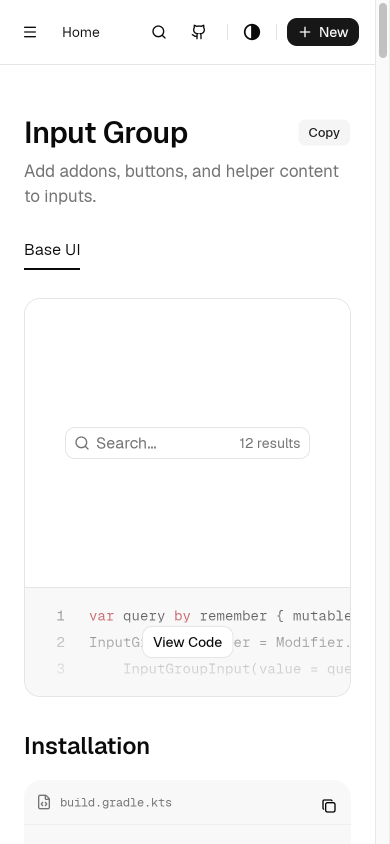 Home
New
Input Group
Copy
Add addons, buttons, and helper content
to inputs.
Base UI
Search...
12 results
1 var query by remember { mutable
2 InputG er = Modifier.
View Code
3 InputGroupInput(value = que
Installation
build.gradle.kts